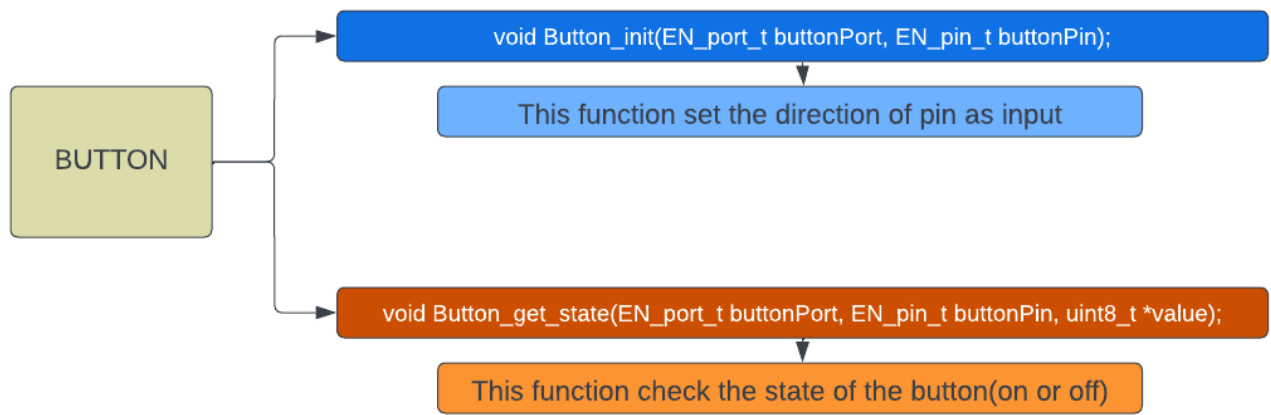 BUTTON
void Button_init(EN_port_t buttonPort, EN_pin_t buttonPin);
This function set the direction of pin as input
void Button_get_state(EN_port_t buttonPort, EN_pin_t buttonPin, uint8_t *value);
This function check the state of the button(on or off)